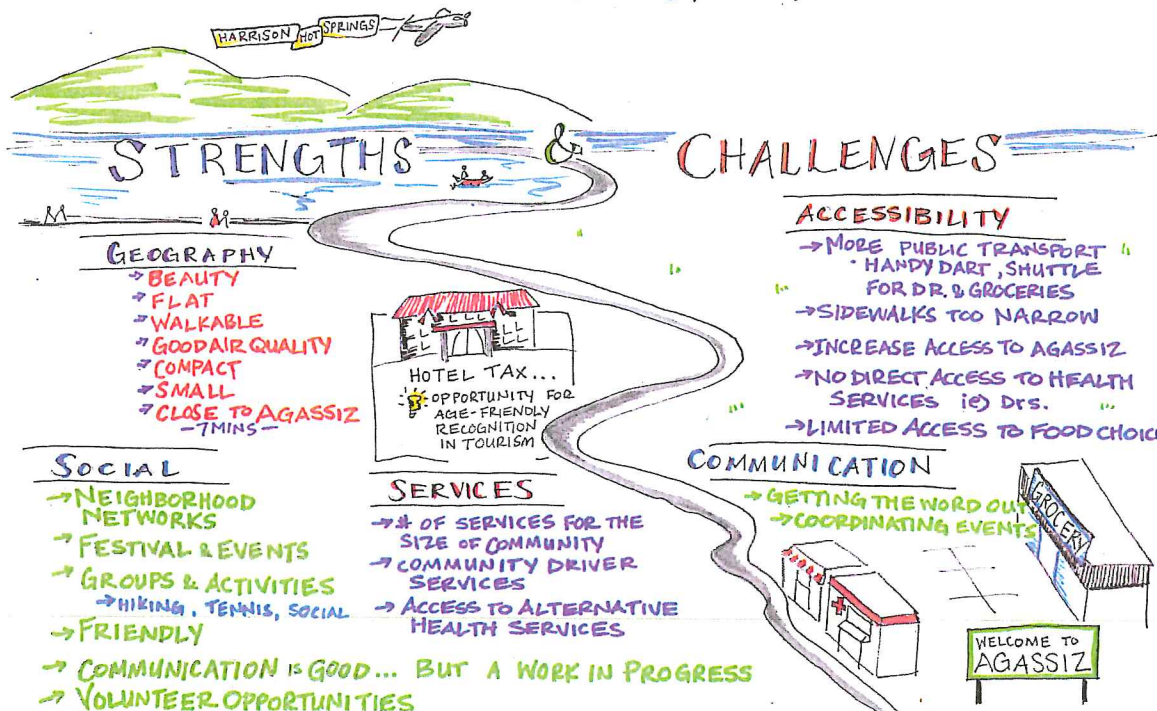 HARRISON HOT SPRINGS
STRENGTHS & CHALLENGES
GEOGRAPHY
→ BEAUTY
→ FLAT
→ WALKABLE
→ GOOD AIR QUALITY
→ COMPACT
→ SMALL
→ CLOSE TO AGASSIZ
- 7 MINS -
HOTEL TAX...
OPPORTUNITY FOR
AGE-FRIENDLY
RECOGNITION
IN TOURISM
SOCIAL
→ NEIGHBORHOOD
NETWORKS
→ FESTIVAL & EVENTS
→ GROUPS & ACTIVITIES
→ HIKING, TENNIS, SOCIAL
→ FRIENDLY
→ COMMUNICATION IS GOOD... BUT A WORK IN PROGRESS
→ VOLUNTEER OPPORTUNITIES
SERVICES
→ # OF SERVICES FOR THE
SIZE OF COMMUNITY
→ COMMUNITY DRIVER
SERVICES
→ ACCESS TO ALTERNATIVE
HEALTH SERVICES
ACCESSIBILITY
→ MORE PUBLIC TRANSPORT
· HANDY DART, SHUTTLE
FOR DR. & GROCERIES
→ SIDEWALKS TOO NARROW
→ INCREASE ACCESS TO AGASSIZ
→ NO DIRECT ACCESS TO HEALTH
SERVICES ie) Drs.
→ LIMITED ACCESS TO FOOD CHOIC
COMMUNICATION
→ GETTING THE WORD OUT
→ COORDINATING EVENTS
GROCERY
WELCOME TO
AGASSIZ